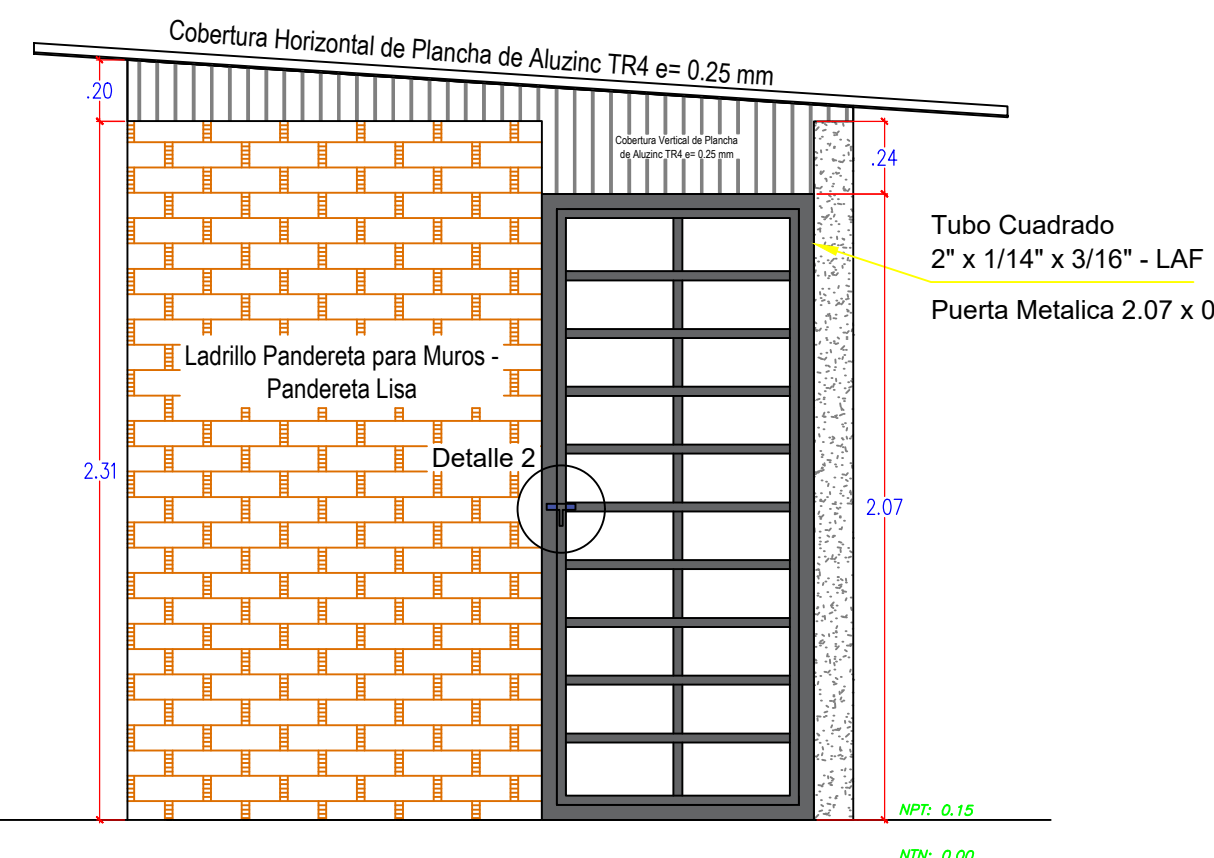 Cobertura Horizontal de Plancha de Aluzinc TR4 e= 0.25 mm
.20
Cobertura Vertical de Plancha
de Aluzinc TR4 e= 0.25 mm
.24
Tubo Cuadrado
2" x 1/14" x 3/16" - LAF
Puerta Metalica 2.07 x 0
Ladrillo Pandereta para Muros -
Pandereta Lisa
Detalle 2
2.31
2.07
NPT: 0.15
NTN: 0.00